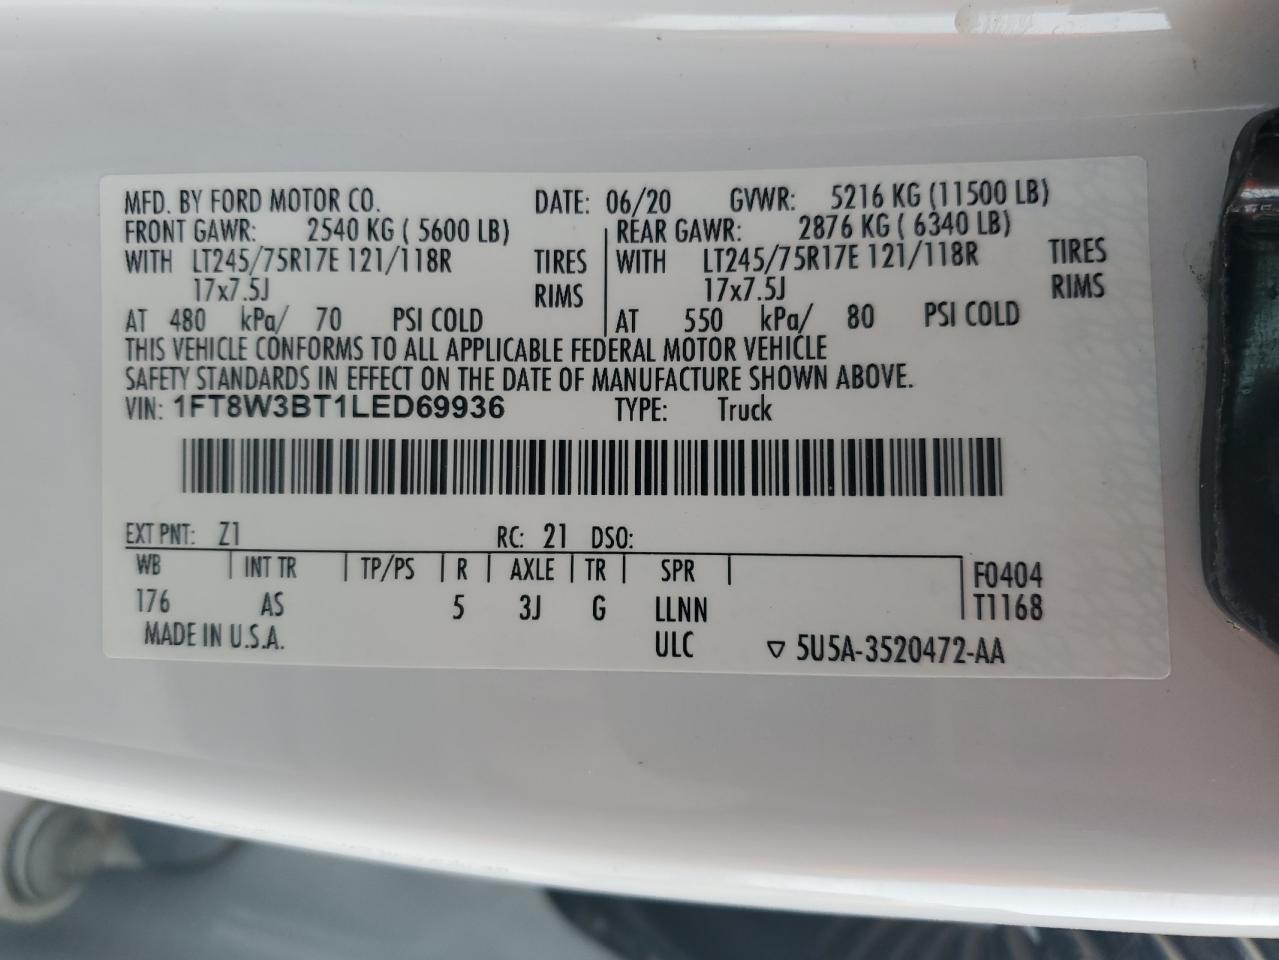 MFD. BY FORD MOTOR CO. DATE: 06/20 GVWR: 5216 KG (11500 LB)
FRONT GAWR: 2540 KG ( 5600 LB) REAR GAWR: 2876 KG ( 6340 LB)
WITH LT245/75R17E 121/118R TIRES WITH LT245/75R17E 121/118R TIRES
17x7.5J RIMS 17x7.5J RIMS
AT 480 kPa/ 70 PSI COLD AT 550 kPa/ 80 PSI COLD
THIS VEHICLE CONFORMS TO ALL APPLICABLE FEDERAL MOTOR VEHICLE
SAFETY STANDARDS IN EFFECT ON THE DATE OF MANUFACTURE SHOWN ABOVE.
VIN: 1FT8W3BT1LED69936 TYPE: Truck
EXT PNT: Z1 RC: 21 DSO:
WB INT TR TP/PS R AXLE TR SPR F0404
176 AS 5 3J G LLNN T1168
MADE IN U.S.A. ULC ▽ 5U5A-3520472-AA